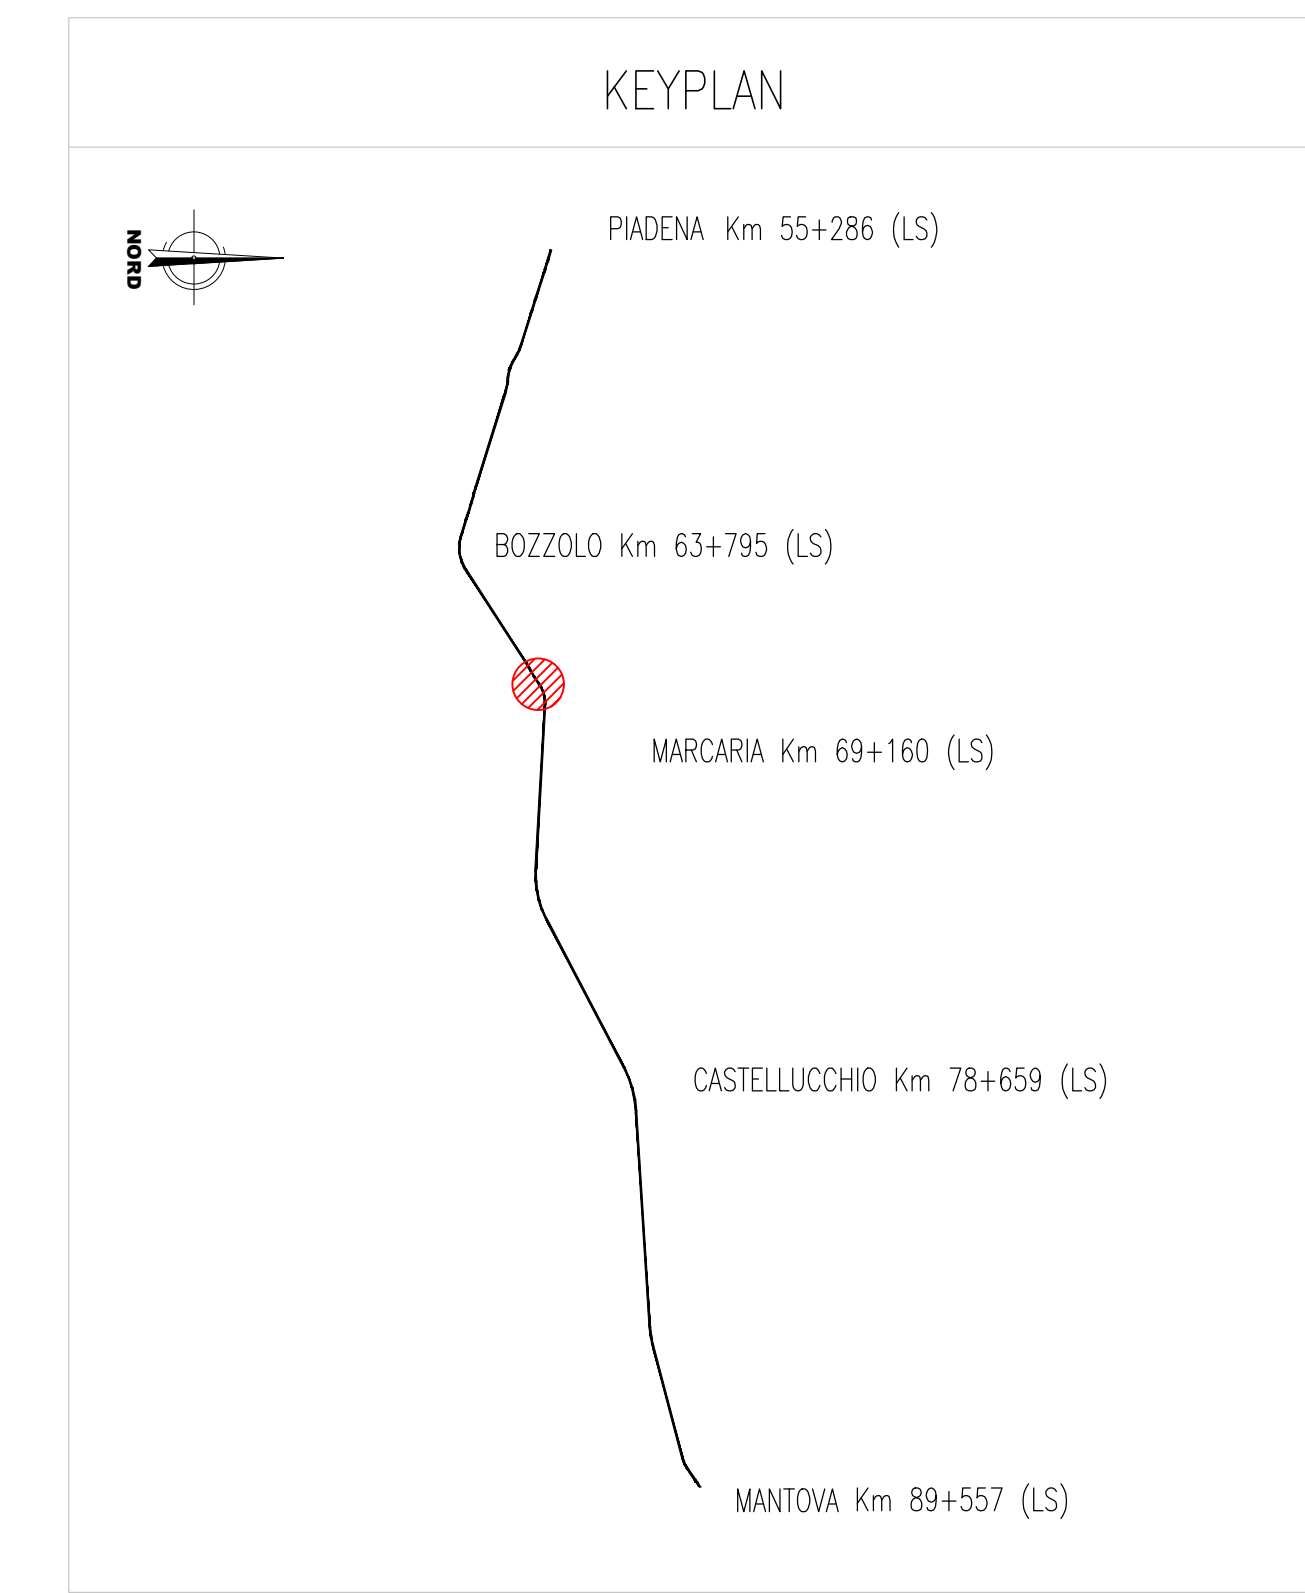 KEYPLAN
NORD
PIADENA Km 55+286 (LS)
BOZZOLO Km 63+795 (LS)
MARCARIA Km 69+160 (LS)
CASTELLUCCHIO Km 78+659 (LS)
MANTOVA Km 89+557 (LS)